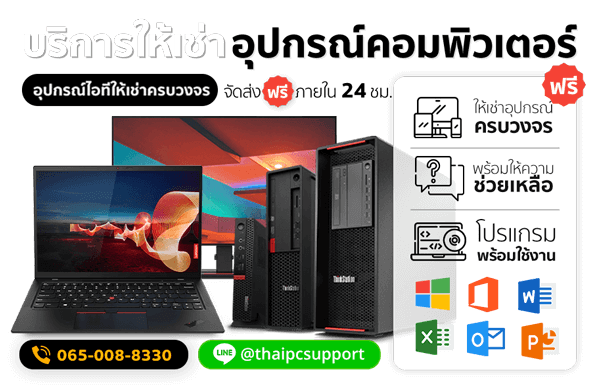 บริการให้เช่า อุปกรณ์คอมพิวเตอร์
อุปกรณ์ไอทีให้เช่าครบวงจร จัดส่ง ฟรี ภายใน 24 ชม.
ฟรี
ให้เช่าอุปกรณ์
ครบวงจร
พร้อมให้ความ
ช่วยเหลือ
โปรแกรม
พร้อมใช้งาน
ThinkStation
ThinkStation
065-008-8330
LINE @thaipcsupport